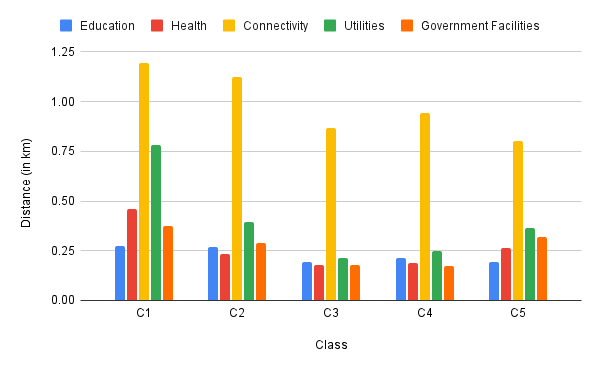 Education Health Connectivity Utilities Government Facilities
1.25
1.00
0.75
0.50
0.25
0.00
Distance (in km)
C1 C2 C3 C4 C5
Class